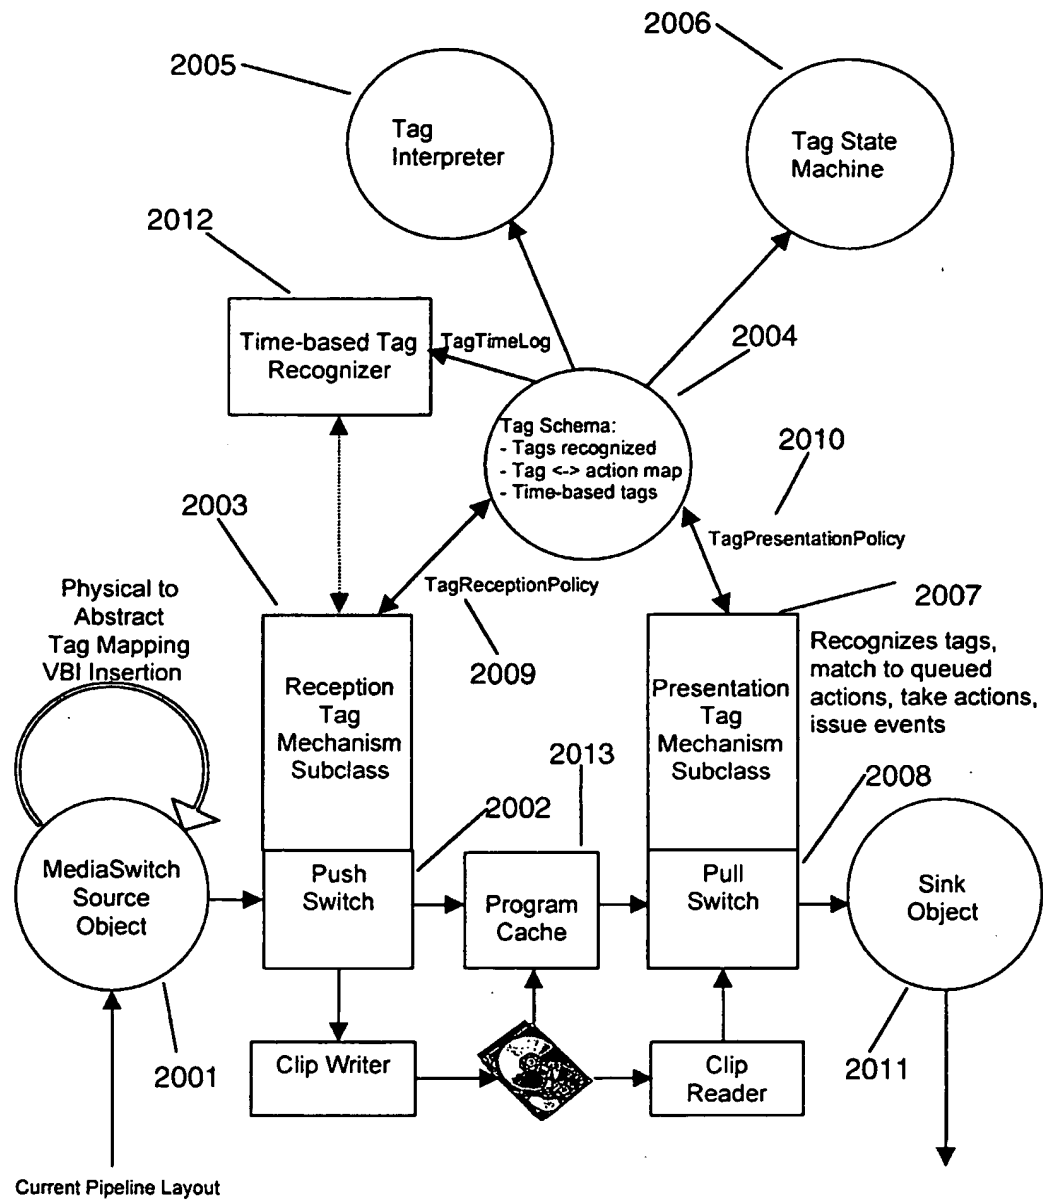 2006
2005
Tag
Interpreter
Tag State
Machine
2012
Time-based Tag
Recognizer
TagTimeLog
2004
Tag Schema:
- Tags recognized
- Tag <-> action map
- Time-based tags
2010
2003
TagPresentationPolicy
TagReceptionPolicy
Physical to
Abstract
Tag Mapping
VBI Insertion
2009
2007
Recognizes tags,
match to queued
actions, take actions,
issue events
Reception
Tag
Mechanism
Subclass
Presentation
Tag
Mechanism
Subclass
2013
2002
2008
MediaSwitch
Source
Object
Push
Switch
Program
Cache
Pull
Switch
Sink
Object
2001
Clip Writer
Clip
Reader
2011
Current Pipeline Layout